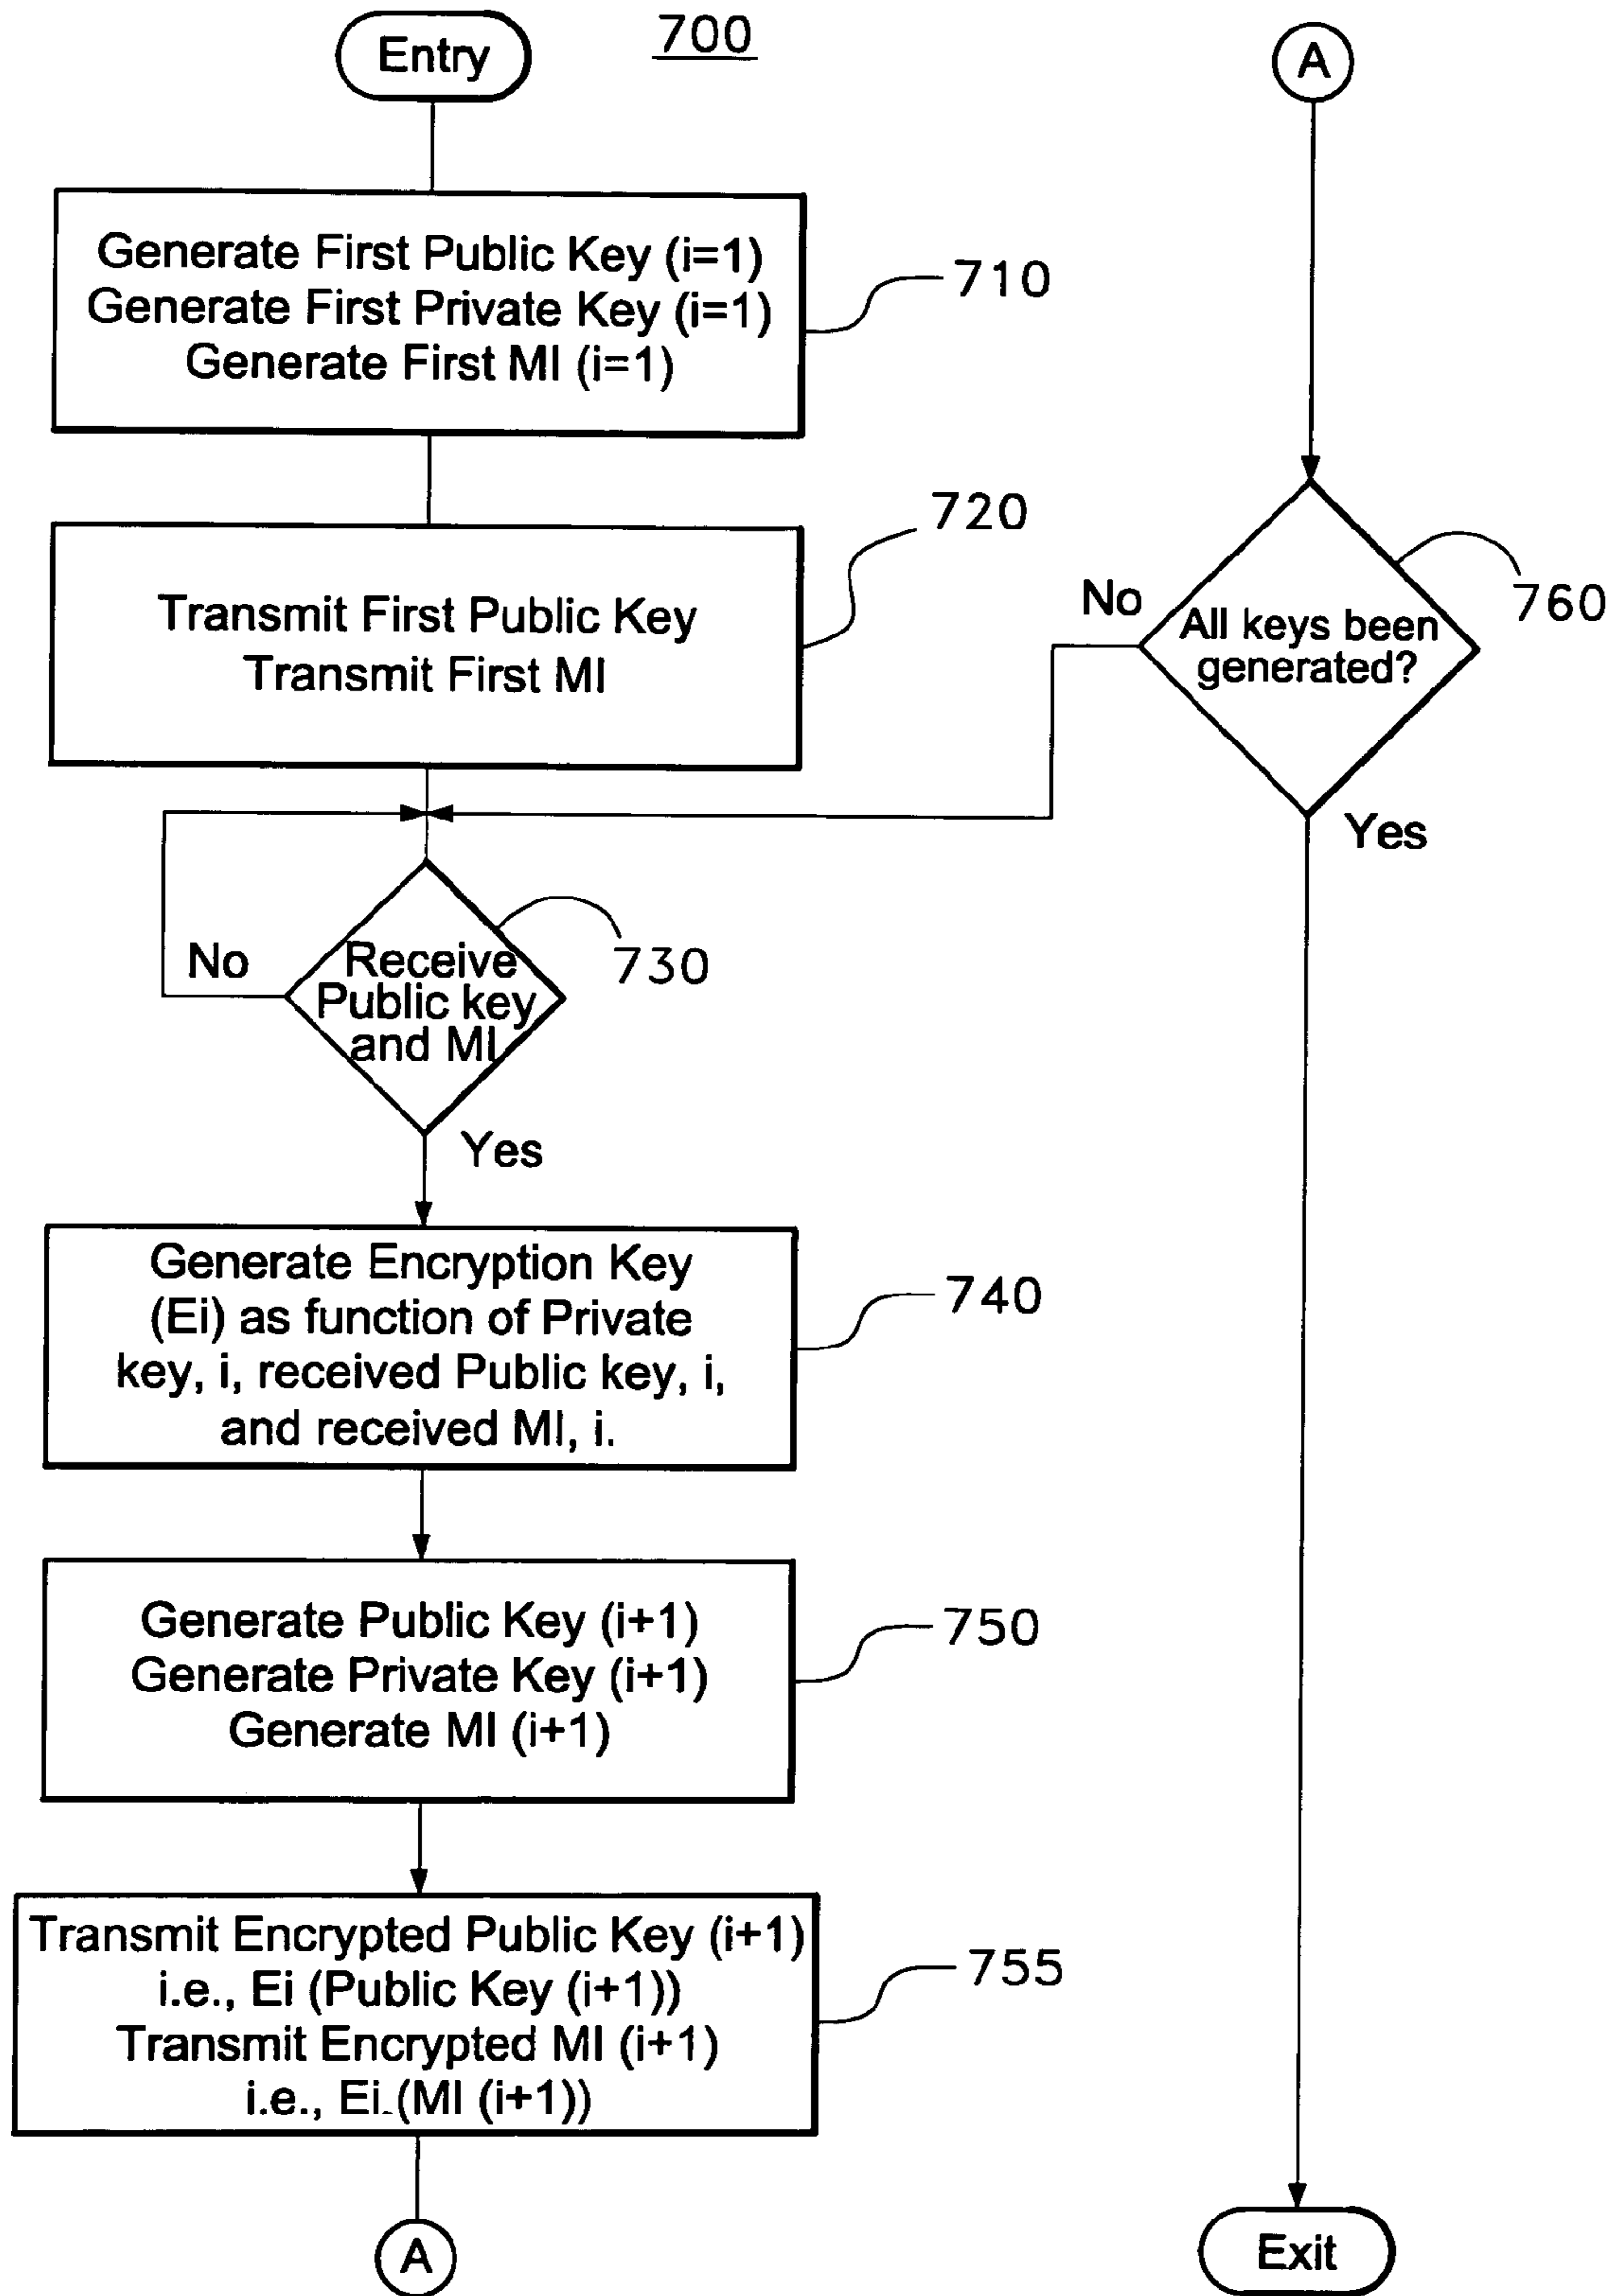 Entry
700
Generate First Public Key (i=1)
Generate First Private Key (i=1)
Generate First MI (i=1)
710
Transmit First Public Key
Transmit First MI
720
No
Receive
Public key
and MI
730
Yes
Generate Encryption Key
(Ei) as function of Private
key, i, received Public key, i,
and received MI, i.
740
Generate Public Key (i+1)
Generate Private Key (i+1)
Generate MI (i+1)
750
Transmit Encrypted Public Key (i+1)
i.e., Ei (Public Key (i+1))
Transmit Encrypted MI (i+1)
i.e., Ei (MI (i+1))
755
A
A
No
All keys been
generated?
760
Yes
Exit